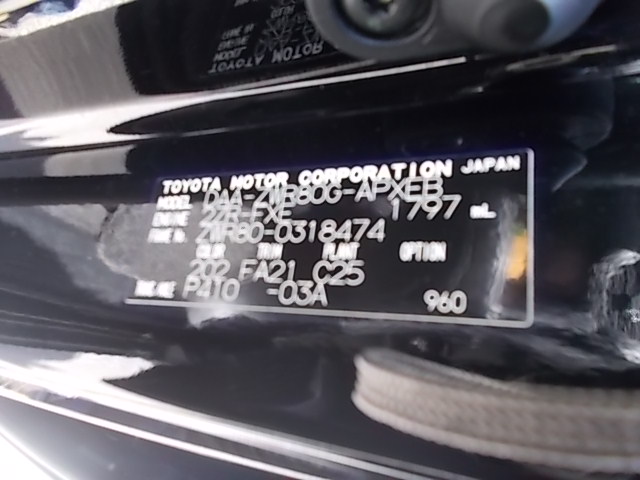 TOYOTA MOTOR CORPORATION JAPAN
MODEL DAA-ZWR80G-APXEB
ENGINE 2ZR-FXE 1797 mL
FRAME No. ZWR80-0318474
COLOR TRIM PLANT OPTION
202 FA21 C25
P410 -03A 960